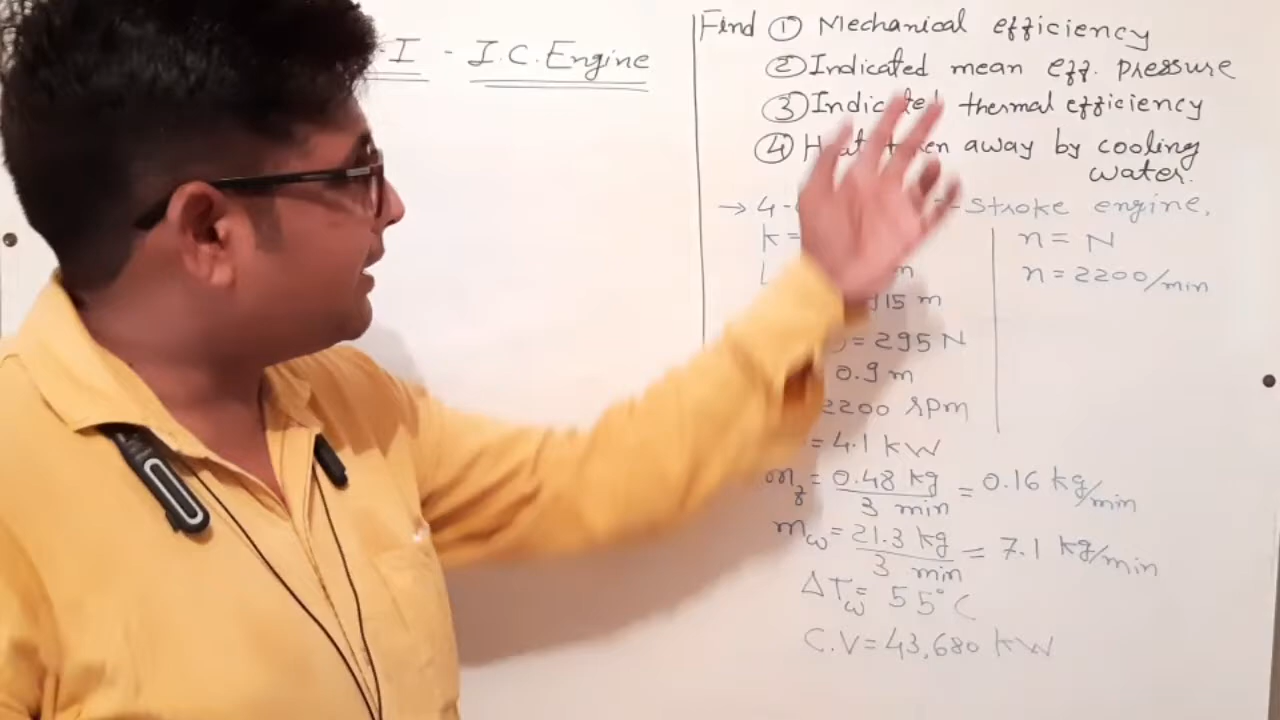 -I - I.C. Engine
Find ① Mechanical efficiency
② Indicated mean eff. pressure
③ Indicated thermal efficiency
④ away by cooling
water.
→ 4- -Stroke engine,
k=
L m
15 m
= 295 N
0.9 m
2200 rpm
= 4.1 kW
mf = 0.48 kg / 3 min = 0.16 kg/min
mw = 21.3 kg / 3 min = 7.1 kg/min
ΔTw = 55°C
C.V = 43,680 kW
n = N
n = 2200/min